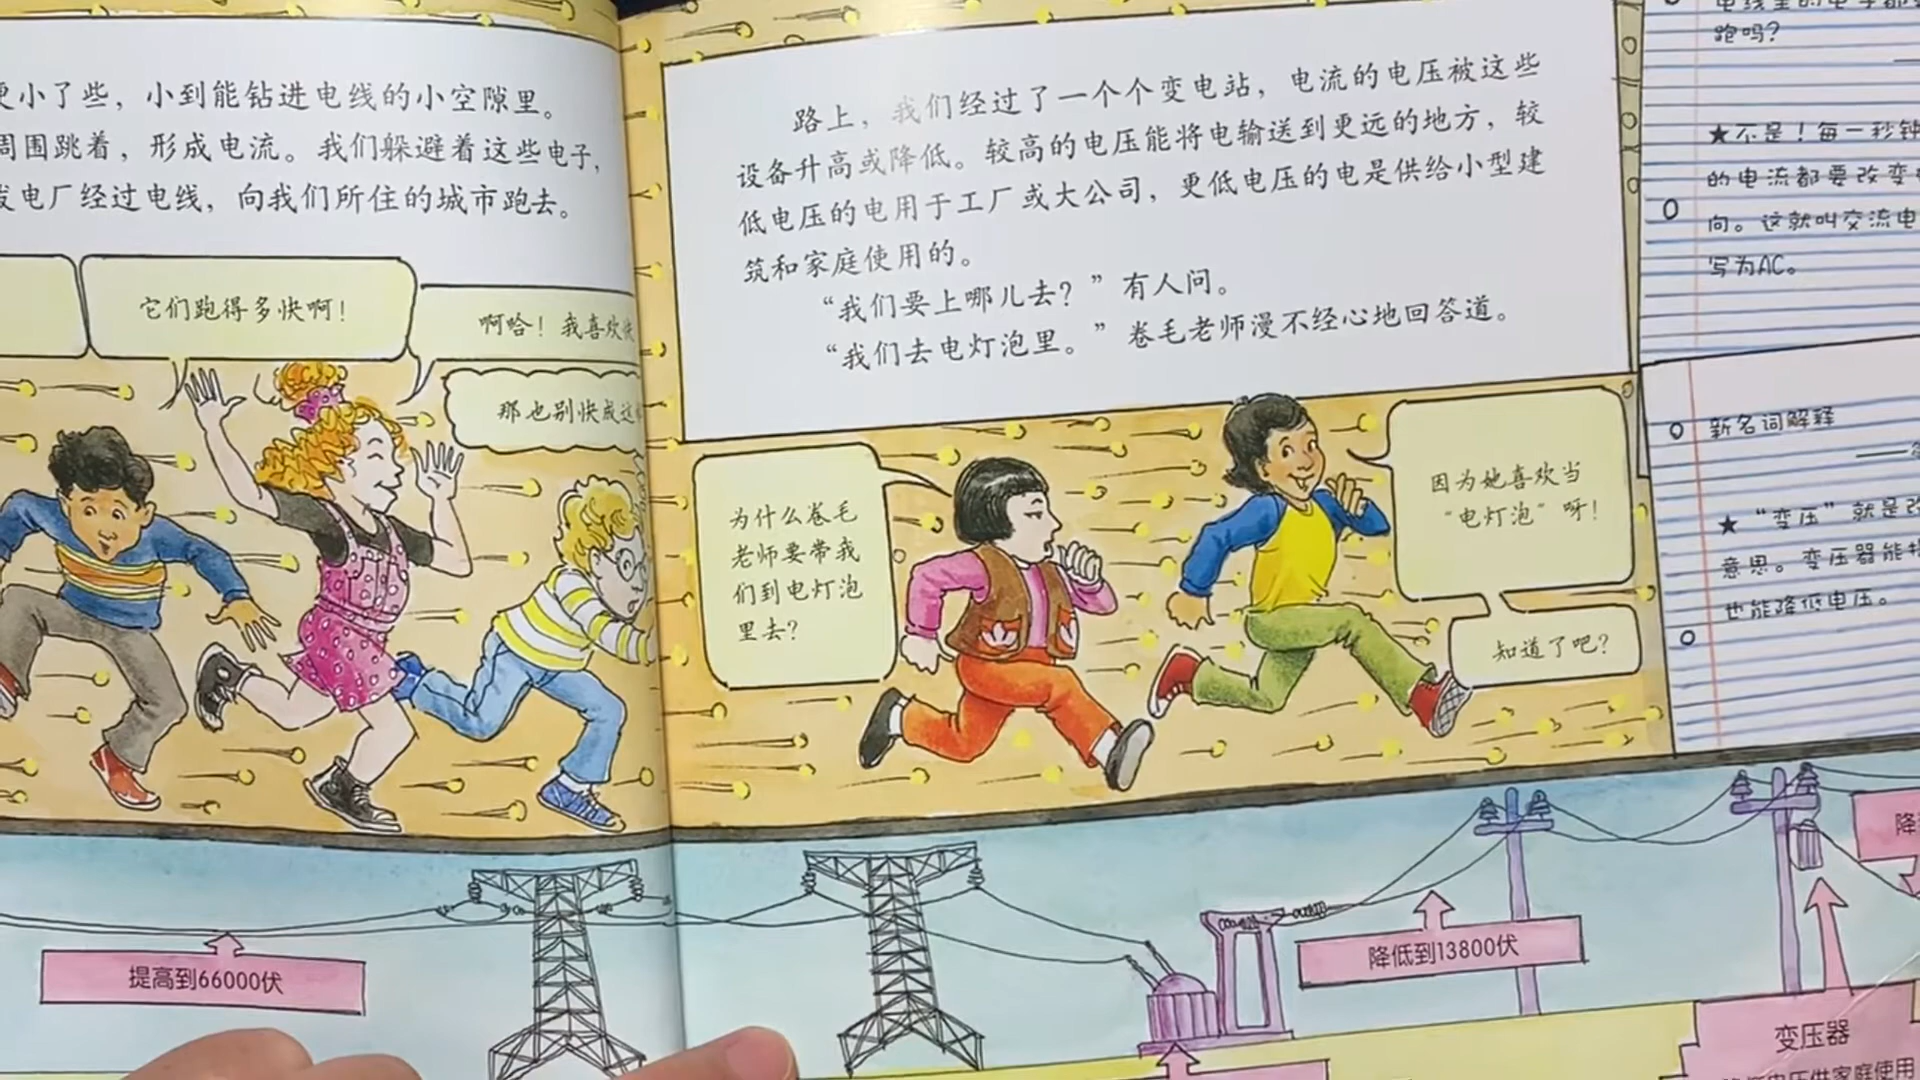 更小了些，小到能钻进电线的小空隙里。
周围跳着，形成电流。我们躲避着这些电子，
发电厂经过电线，向我们所住的城市跑去。
它们跑得多快啊！
啊哈！我喜欢快
那也别快成这
路上，我们经过了一个个变电站，电流的电压被这些
设备升高或降低。较高的电压能将电输送到更远的地方，较
低电压的电用于工厂或大公司，更低电压的电是供给小型建
筑和家庭使用的。
“我们要上哪儿去？”有人问。
“我们去电灯泡里。”卷毛老师漫不经心地回答道。
为什么卷毛
老师要带我
们到电灯泡
里去？
因为她喜欢当
“电灯泡”呀！
知道了吧？
跑吗？
★不是！每一秒钟
的电流都要改变
向。这就叫交流电
写为AC。
新名词解释
★“变压”就是改
意思。变压器能
也能降低电压。
提高到66000伏
降低到13800伏
降
变压器
电压供家庭使用